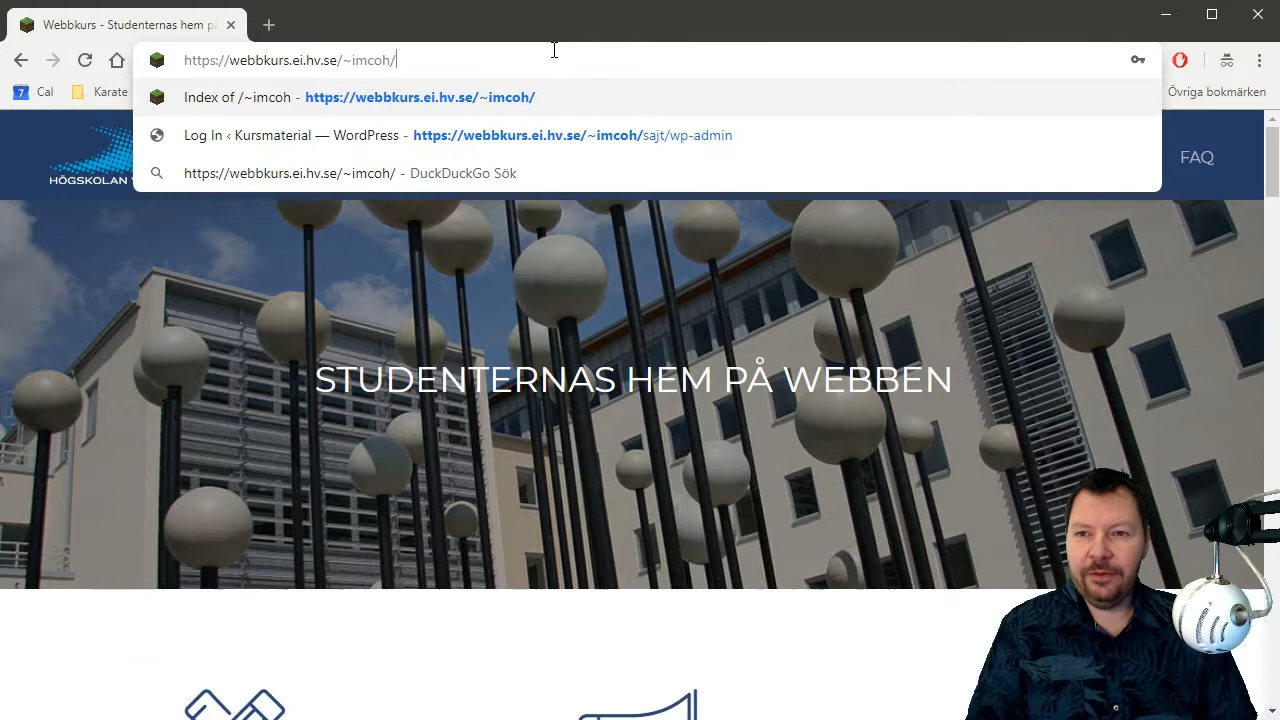 Webbkurs - Studenternas hem p
https://webbkurs.ei.hv.se/~imcoh/
Index of /~imcoh - https://webbkurs.ei.hv.se/~imcoh/
Log In ‹ Kursmaterial — WordPress - https://webbkurs.ei.hv.se/~imcoh/sajt/wp-admin
https://webbkurs.ei.hv.se/~imcoh/ - DuckDuckGo Sök
7 Cal
Karate
Övriga bokmärken
HÖGSKOLAN
FAQ
STUDENTERNAS HEM PÅ WEBBEN